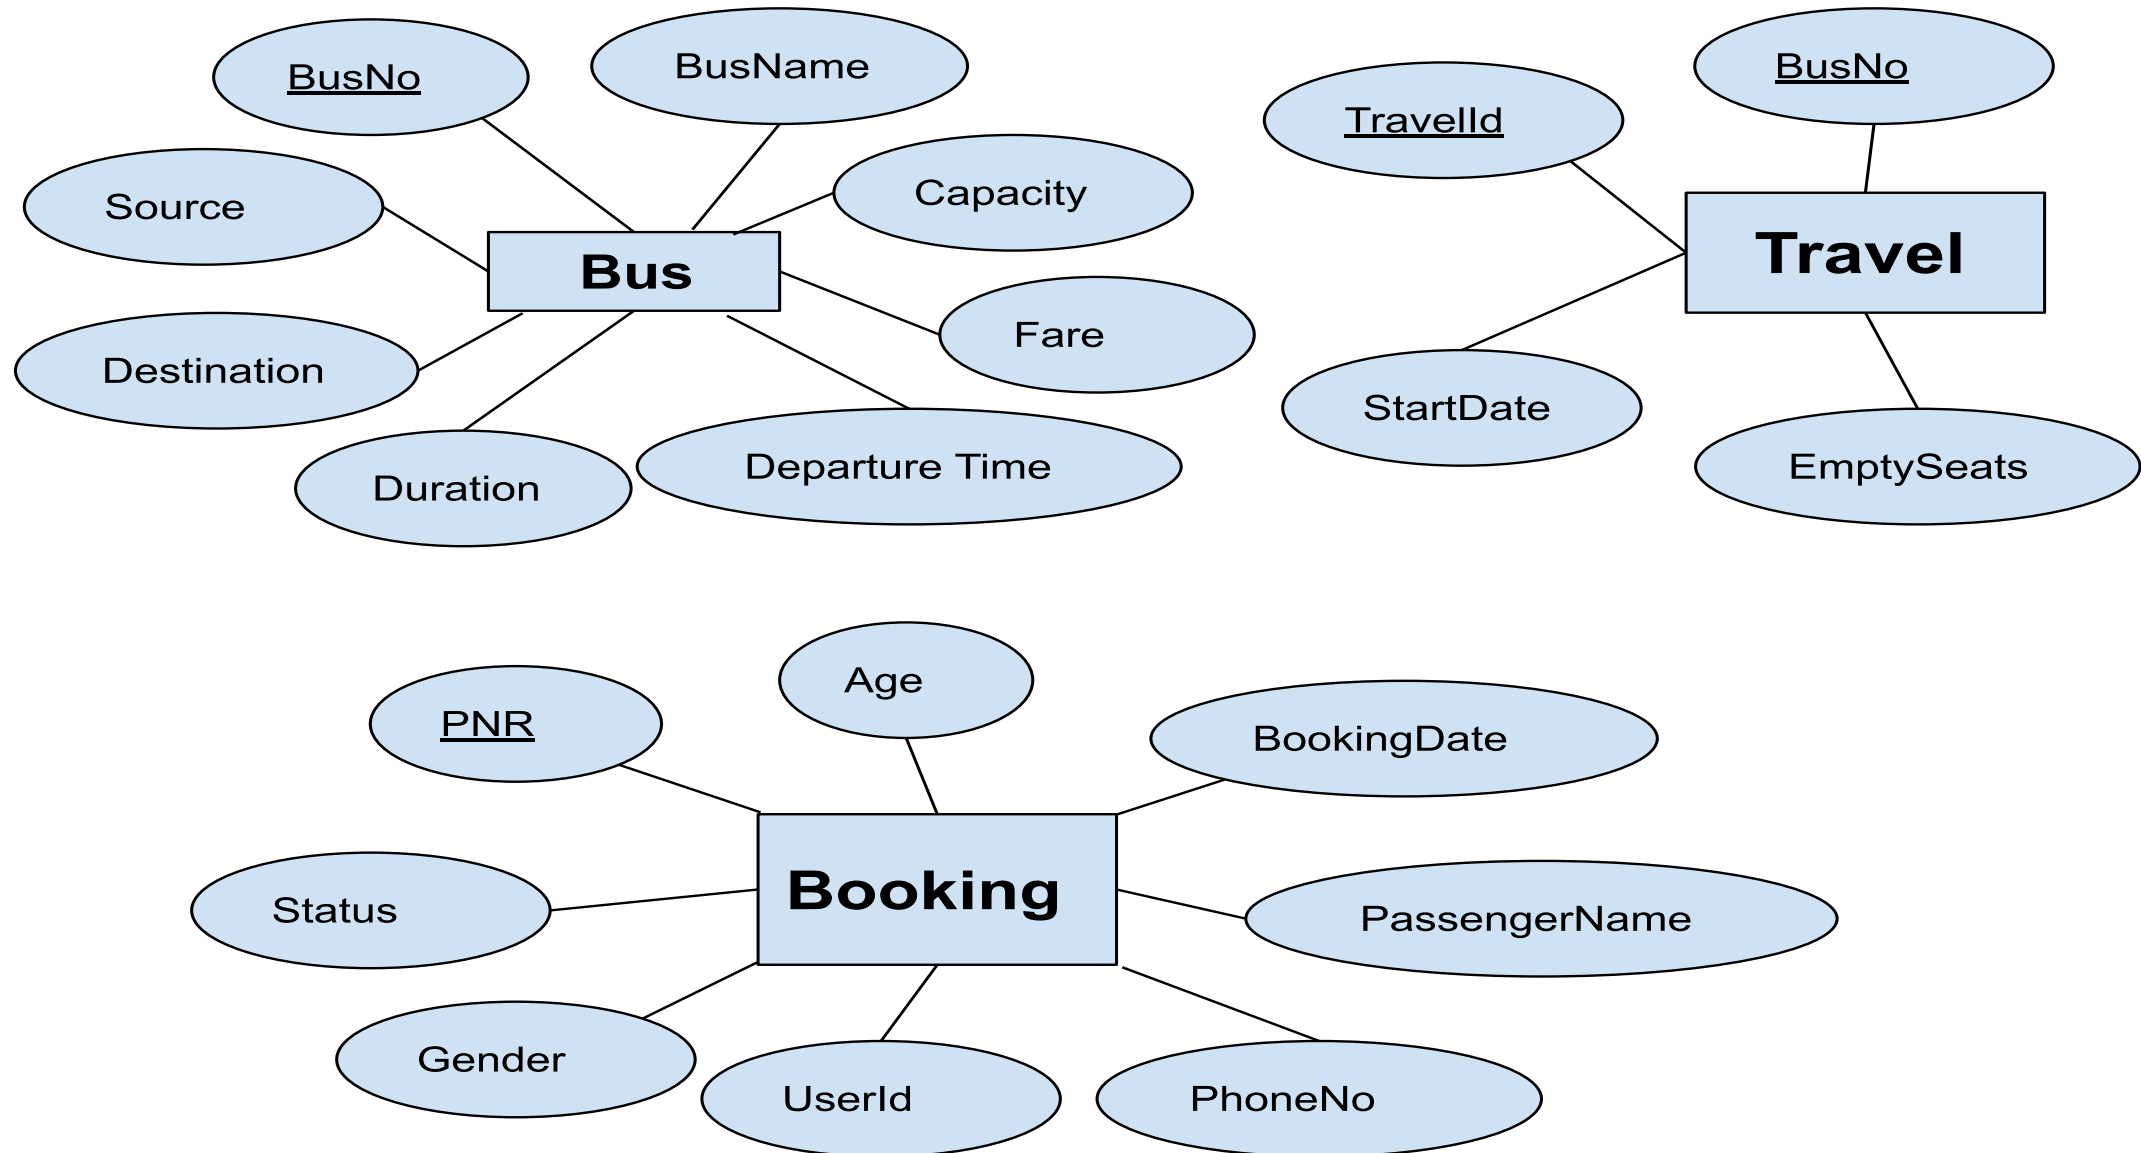 BusNo
BusName
Capacity
Source
Bus
Fare
Destination
Duration
Departure Time
BusNo
TravelId
Travel
StartDate
EmptySeats
Age
PNR
BookingDate
Booking
Status
PassengerName
Gender
UserId
PhoneNo